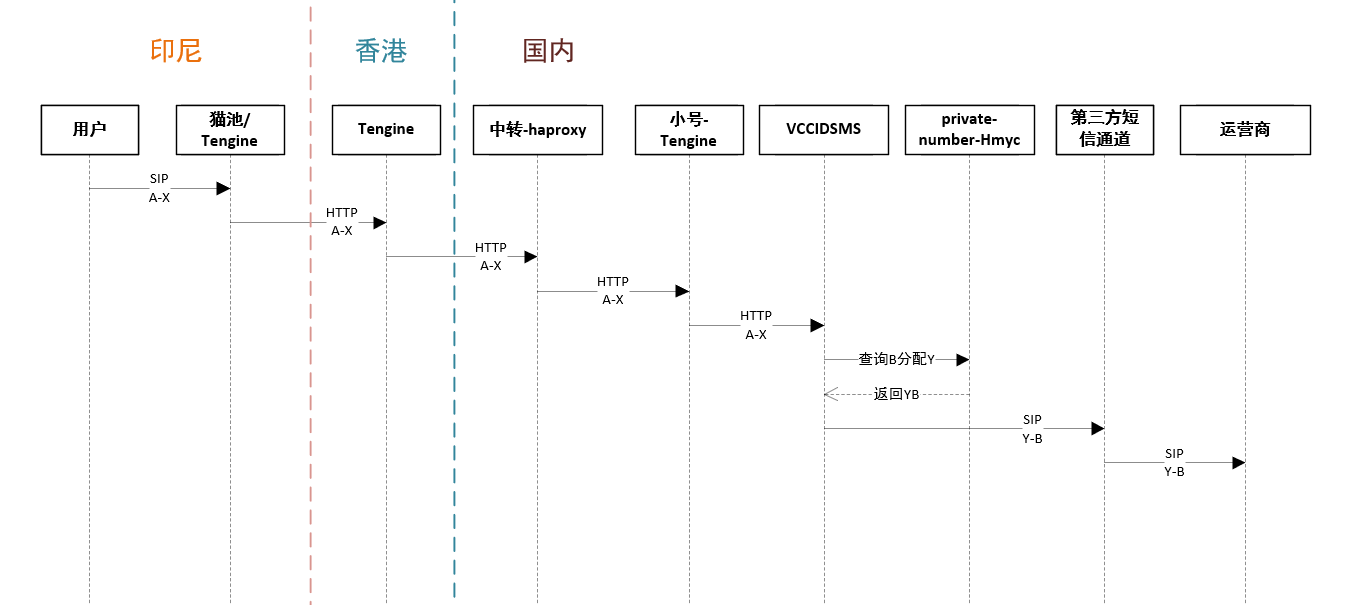 印尼
香港
国内
用户
猫池/
Tengine
Tengine
中转-haproxy
小号-
Tengine
VCCIDSMS
private-
number-Hmyc
第三方短
信通道
运营商
SIP
A-X
HTTP
A-X
HTTP
A-X
HTTP
A-X
HTTP
A-X
查询B分配Y
返回YB
SIP
Y-B
SIP
Y-B